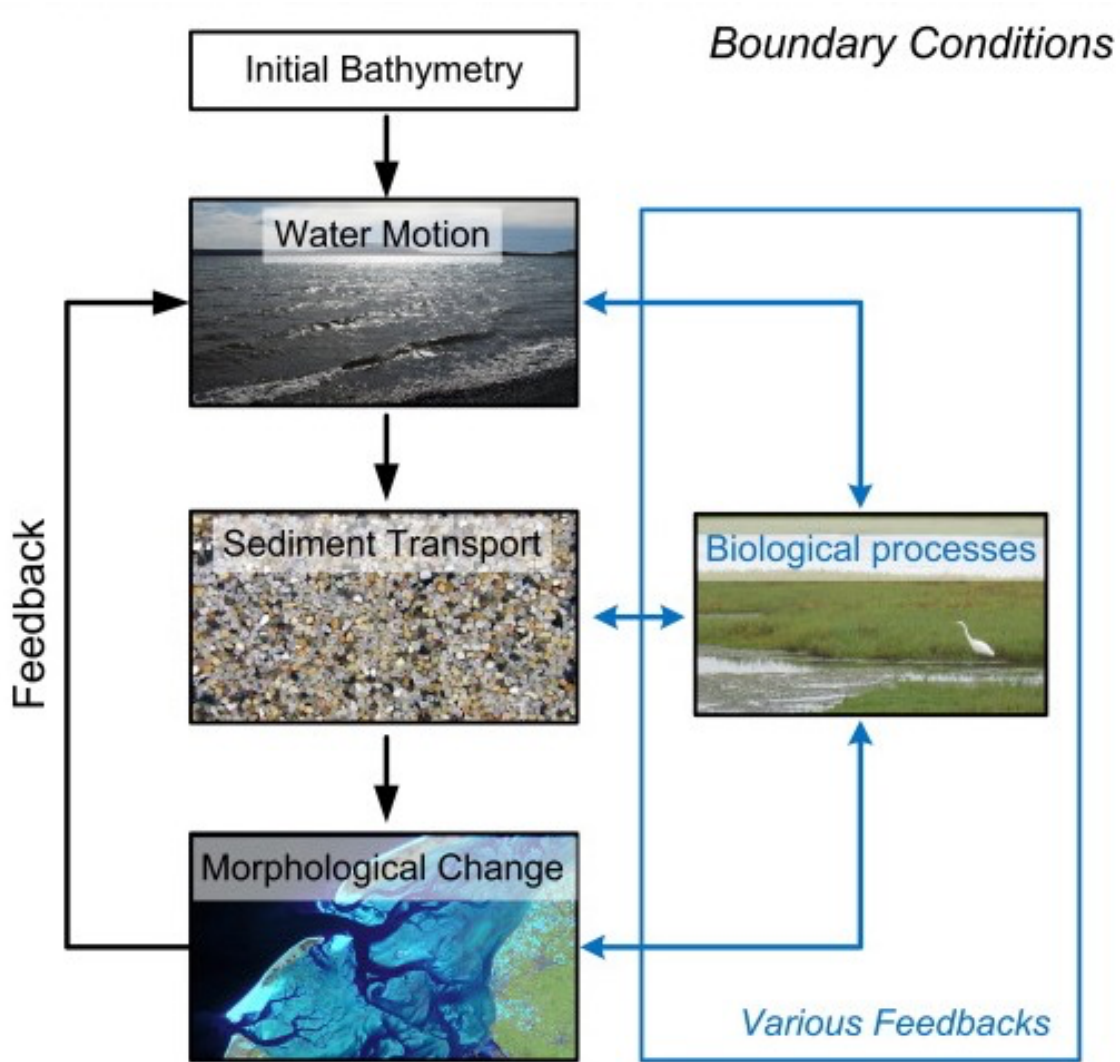 Boundary Conditions
Initial Bathymetry
Water Motion
Feedback
Sediment Transport
Biological processes
Morphological Change
Various Feedbacks